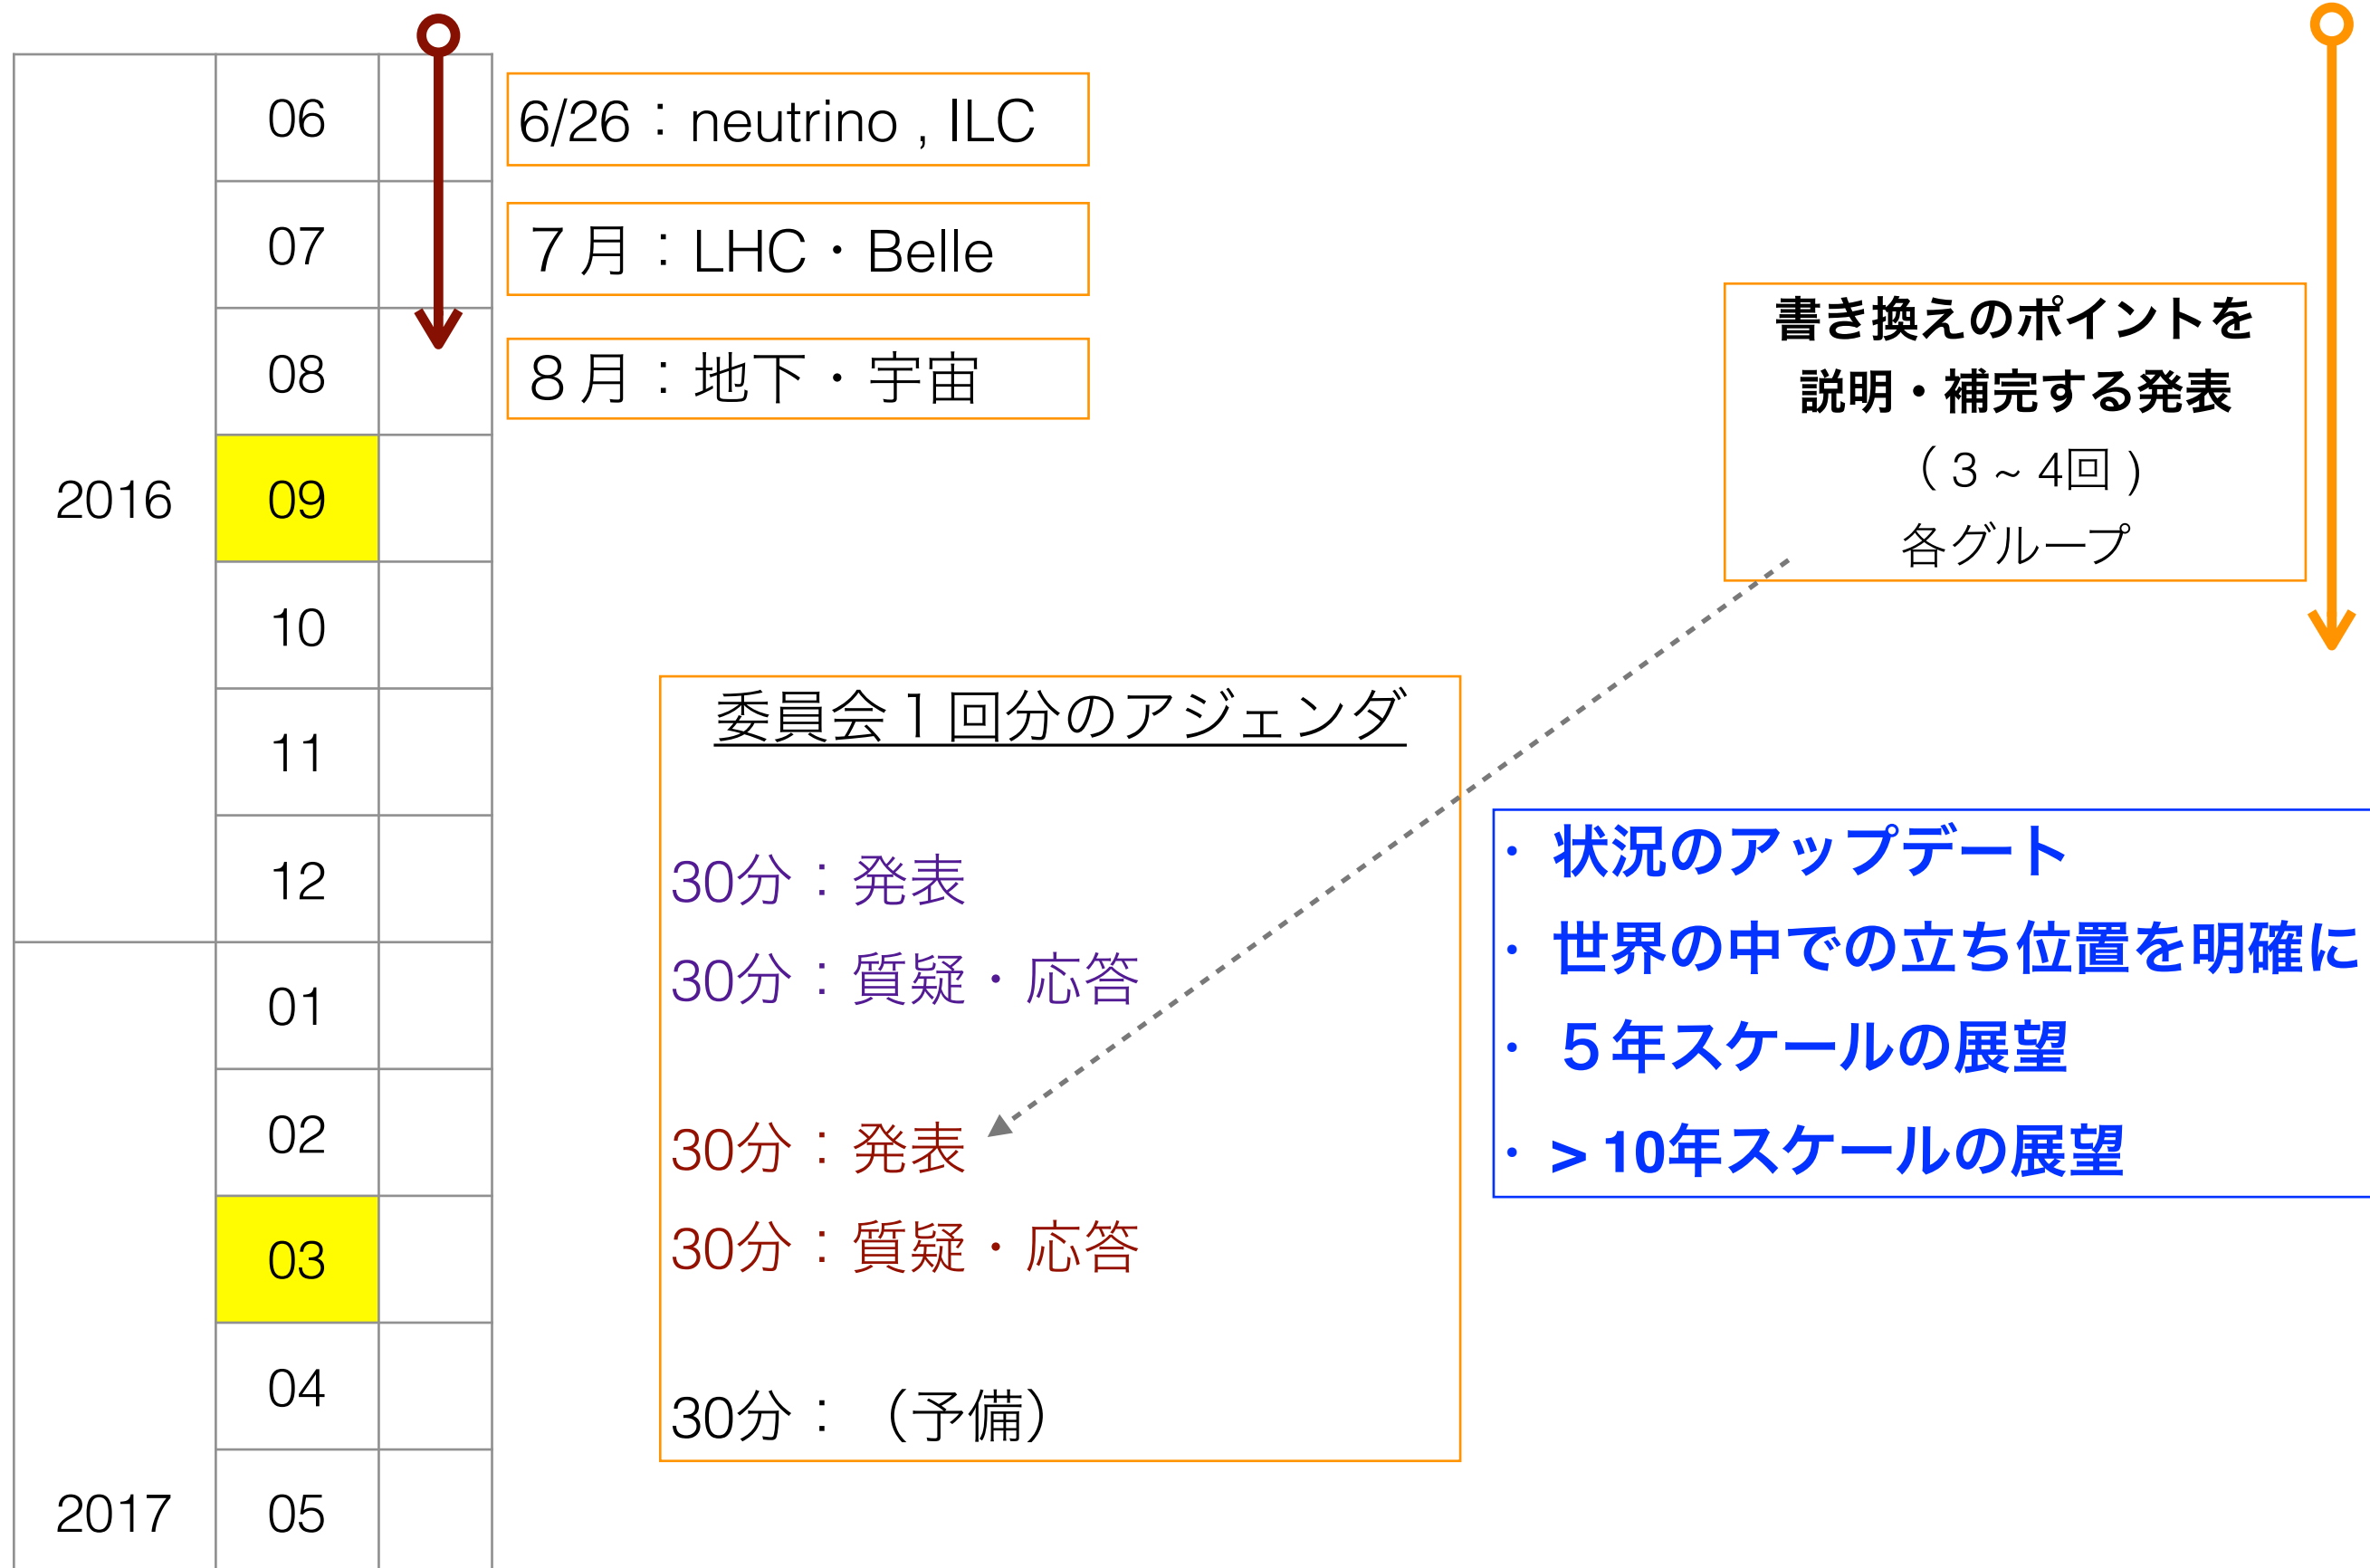 06
6/26：neutrino , ILC
07
７月：LHC・Belle
08
８月：地下・宇宙
2016
09
10
11
12
01
02
03
04
2017
05
書き換えのポイントを
説明・補完する発表
（ 3 ~ 4回 )
各グループ
委員会１回分のアジェンダ
30分：発表
30分：質疑・応答
30分：発表
30分：質疑・応答
30分：（予備）
・ 状況のアップデート
・ 世界の中での立ち位置を明確に
・ ５年スケールの展望
・ > 10年スケールの展望